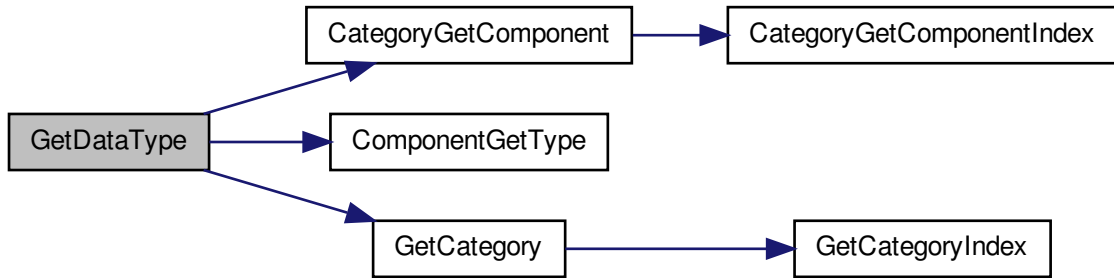 CategoryGetComponent
CategoryGetComponentIndex
GetDataType
ComponentGetType
GetCategory
GetCategoryIndex